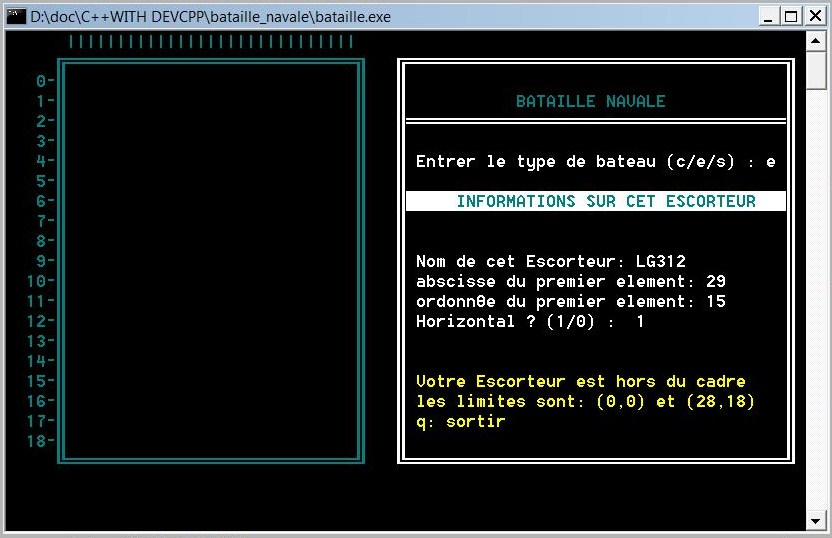 D:\doc\C++WITH DEVCPP\bataille_navale\bataille.exe
0-
1-
2-
3-
4-
5-
6-
7-
8-
9-
10-
11-
12-
13-
14-
15-
16-
17-
18-
BATAILLE NAVALE
Entrer le type de bateau (c/e/s) : e
INFORMATIONS SUR CET ESCORTEUR
Nom de cet Escorteur: LG312
abscisse du premier element: 29
ordonnθe du premier element: 15
Horizontal ? (1/0) : 1
Votre Escorteur est hors du cadre
les limites sont: (0,0) et (28,18)
q: sortir